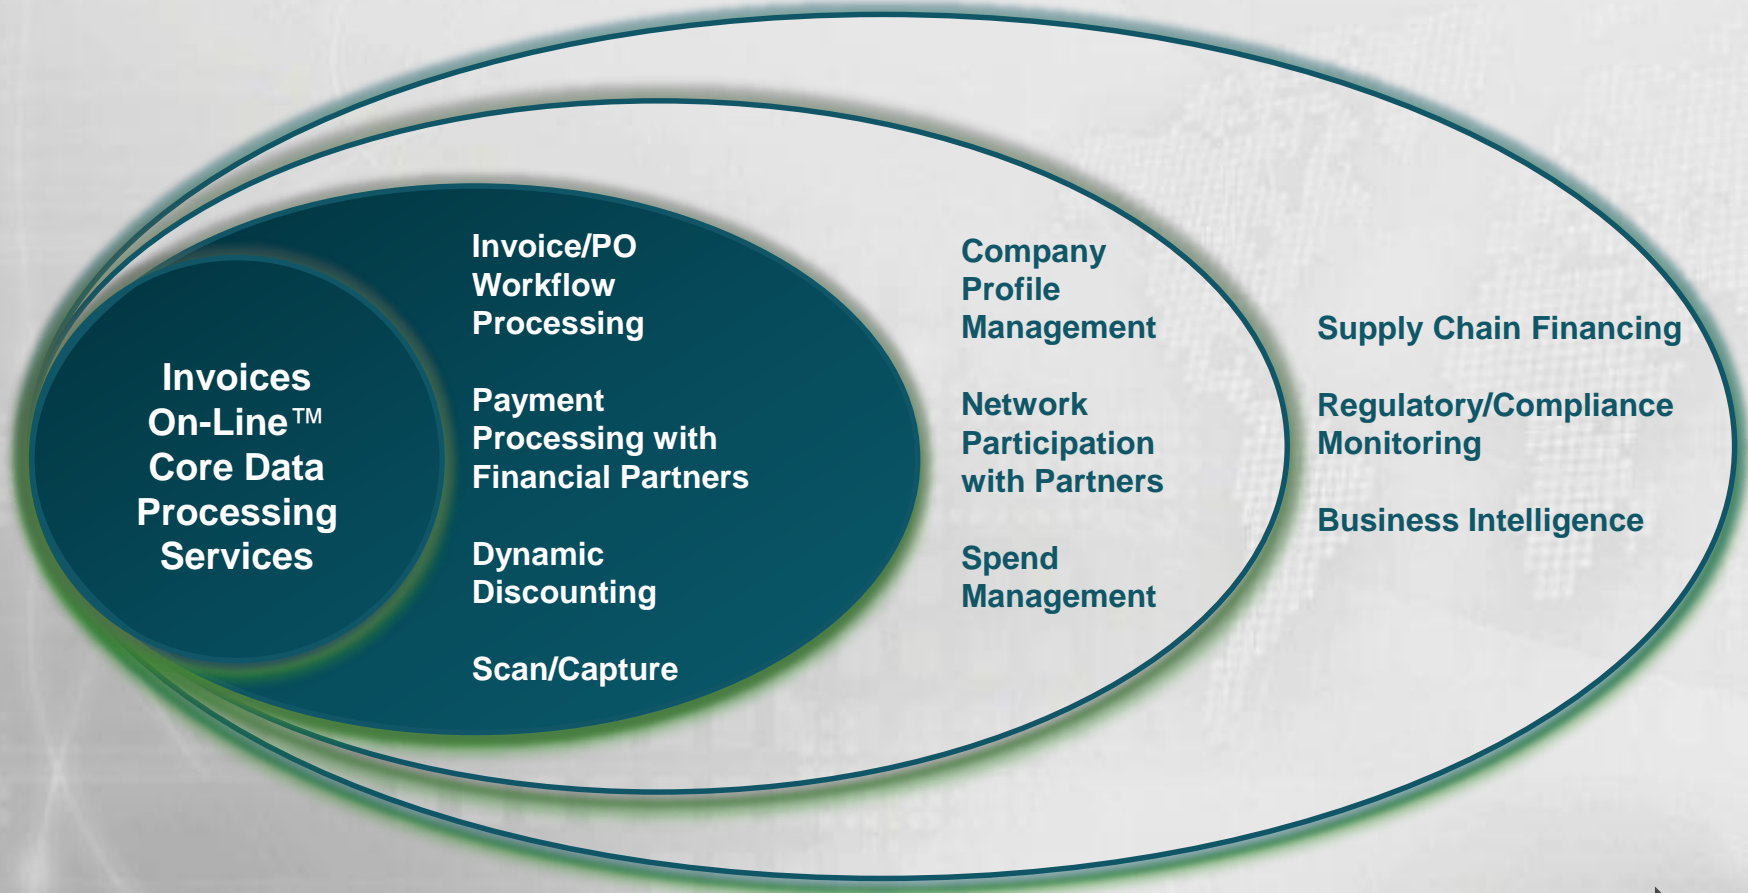 Invoices
On-Line™
Core Data
Processing
Services
Invoice/PO
Workflow
Processing
Payment
Processing with
Financial Partners
Dynamic
Discounting
Scan/Capture
Company
Profile
Management
Network
Participation
with Partners
Spend
Management
Supply Chain Financing
Regulatory/Compliance
Monitoring
Business Intelligence